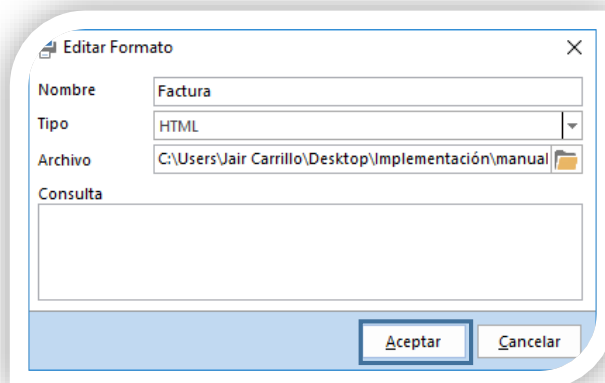 Editar Formato
Nombre Factura
Tipo HTML
Archivo C:\Users\Jair Carrillo\Desktop\Implementación\manual
Consulta
Aceptar Cancelar